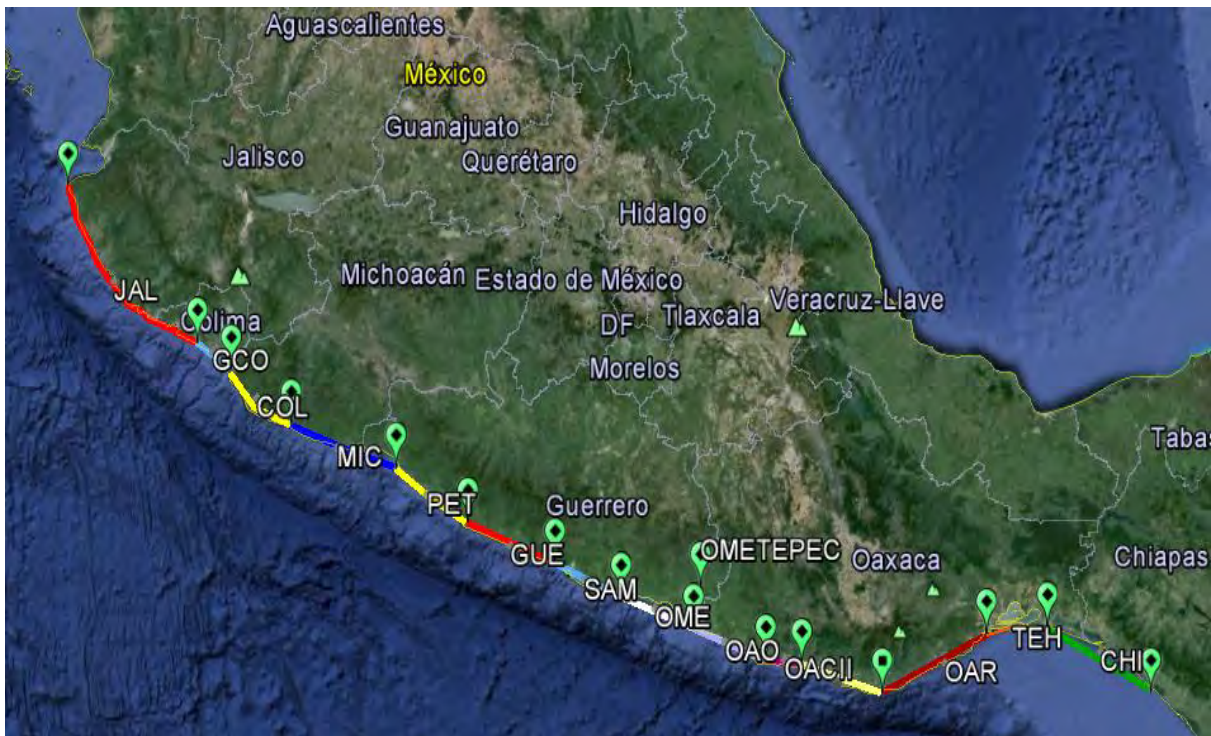 Aguascalientes
México
Guanajuato
Jalisco
Querétaro
Hidalgo
Michoacán
Estado de México
JAL
Veracruz-Llave
Colima
DF
Tlaxcala
GCO
Morelos
COL
Tabas
MIC
PET
Guerrero
GUE
OMETEPEC
Oaxaca
Chiapas
SAM
OME
TEH
OAO
OACII
OAR
CHI